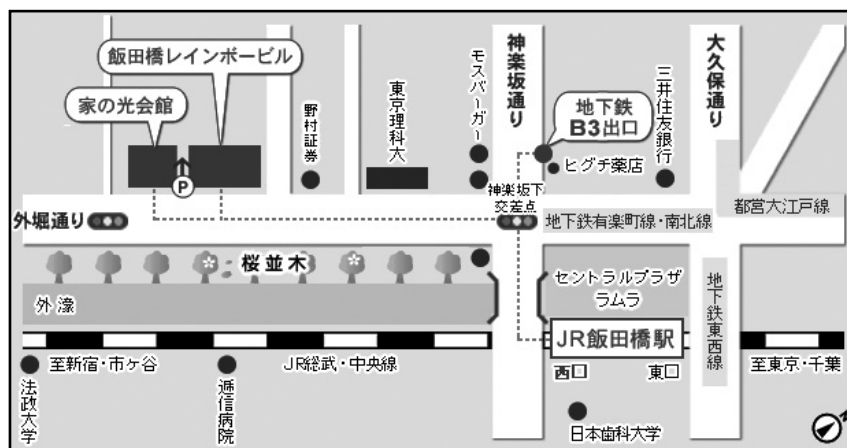 飯田橋レインボービル
家の光会館
P
野村証券
東京理科大
モスバーガー
神楽坂通り
地下鉄
B3出口
ヒグチ薬店
三井住友銀行
大久保通り
外堀通り
神楽坂下
交差点
地下鉄有楽町線・南北線
都営大江戸線
桜並木
外濠
セントラルプラザ
ラムラ
地下鉄東西線
JR飯田橋駅
至新宿・市ヶ谷
JR総武・中央線
西口
東口
至東京・千葉
法政大学
逓信病院
日本歯科大学